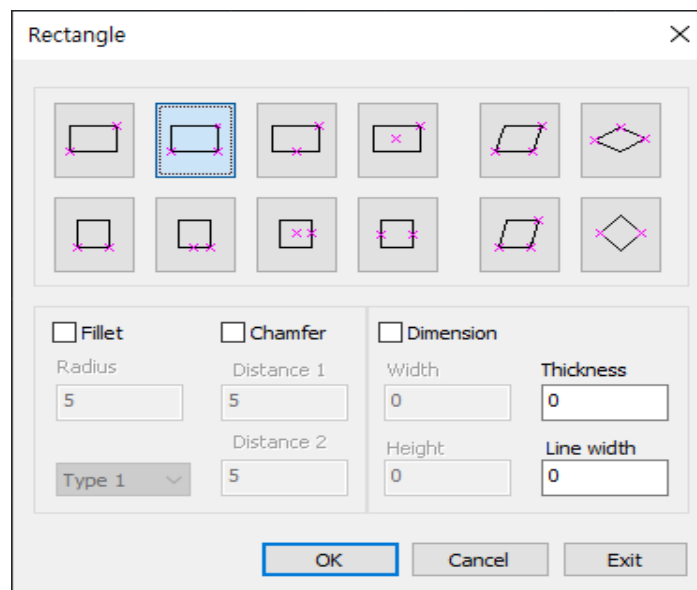 Rectangle
Fillet Chamfer Dimension
Radius Distance 1 Width Thickness
5 5 0 0
Distance 2 Height Line width
Type 1 5 0 0
OK Cancel Exit